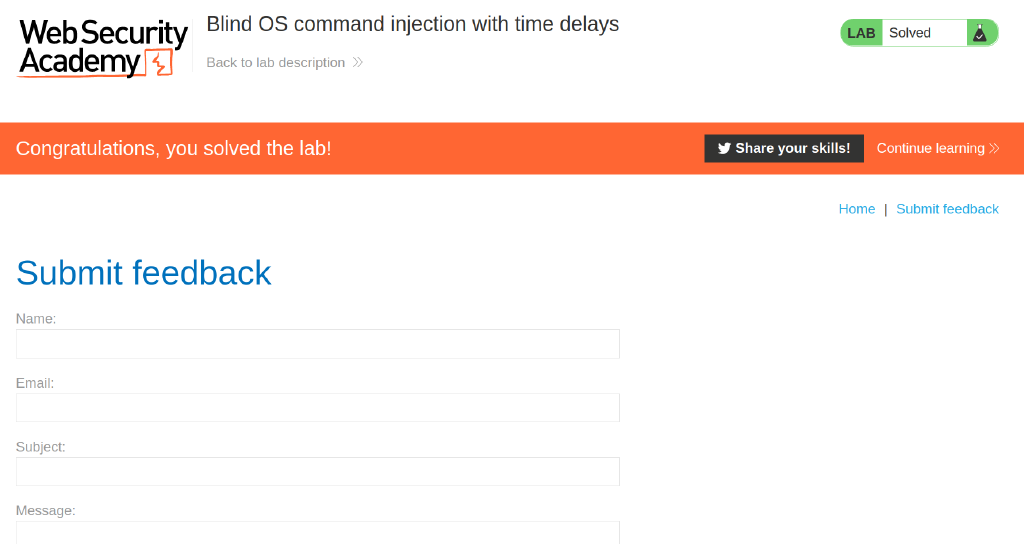 Web Security
Academy
Blind OS command injection with time delays
Back to lab description
LAB Solved
Congratulations, you solved the lab!
Share your skills!
Continue learning
Home | Submit feedback
Submit feedback
Name:
Email:
Subject:
Message: